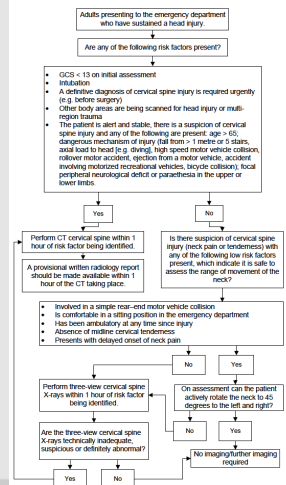 Adults presenting to the emergency department
who have sustained a head injury.
Are any of the following risk factors present?
• GCS < 13 on initial assessment
• Intubation
• A definitive diagnosis of cervical spine is required urgently
(e.g. before surgery)
• Other body areas are being scanned for head injury or multi-
region trauma
• The patient is alert and stable, there is a suspicion of cervical
spine injury and any of the following are present: age > 65;
dangerous mechanism of injury (fall from > 1 metre or 5 stairs,
axial load to head [e.g. diving], high speed motor vehicle collision,
rollover motor accident, ejection from a motor vehicle, accident
involving motorized recreational vehicles, bicycle collision); focal
peripheral neurological deficit or paraesthesia in the upper or
lower limbs.
Yes
No
Perform CT cervical spine within 1
hour of risk factor being identified.
A provisional written radiology report
should be made available within 1
hour of the CT taking place.
Is there suspicion of cervical spine
injury (neck pain or tenderness) with
any of the following low risk factors
present, which indicate it is safe to
assess the range of movement of the
neck?
• Involved in a simple rear–end motor vehicle collision
• Is comfortable in a sitting position in the emergency department
• Has been ambulatory at any time since injury
• Absence of midline cervical tenderness
• Presents with delayed onset of neck pain
No
Yes
Perform three-view cervical spine
X-rays within 1 hour of risk factor
being identified.
On assessment can the patient
actively rotate the neck to 45
degrees to the left and right?
No
Yes
Are the three-view cervical spine
X-rays technically inadequate,
suspicious or definitely abnormal?
No imaging/further imaging
required
Yes
No